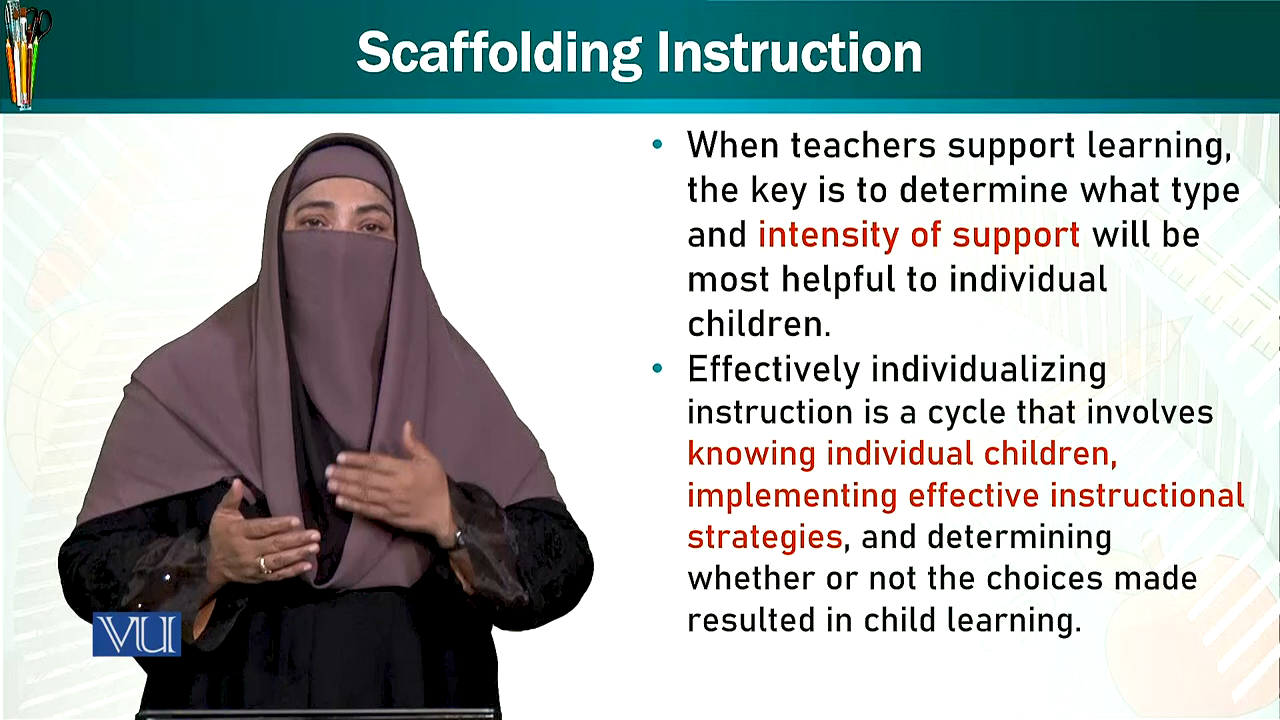 Scaffolding Instruction
• When teachers support learning,
the key is to determine what type
and intensity of support will be
most helpful to individual
children.
• Effectively individualizing
instruction is a cycle that involves
knowing individual children,
implementing effective instructional
strategies, and determining
whether or not the choices made
resulted in child learning.
VU